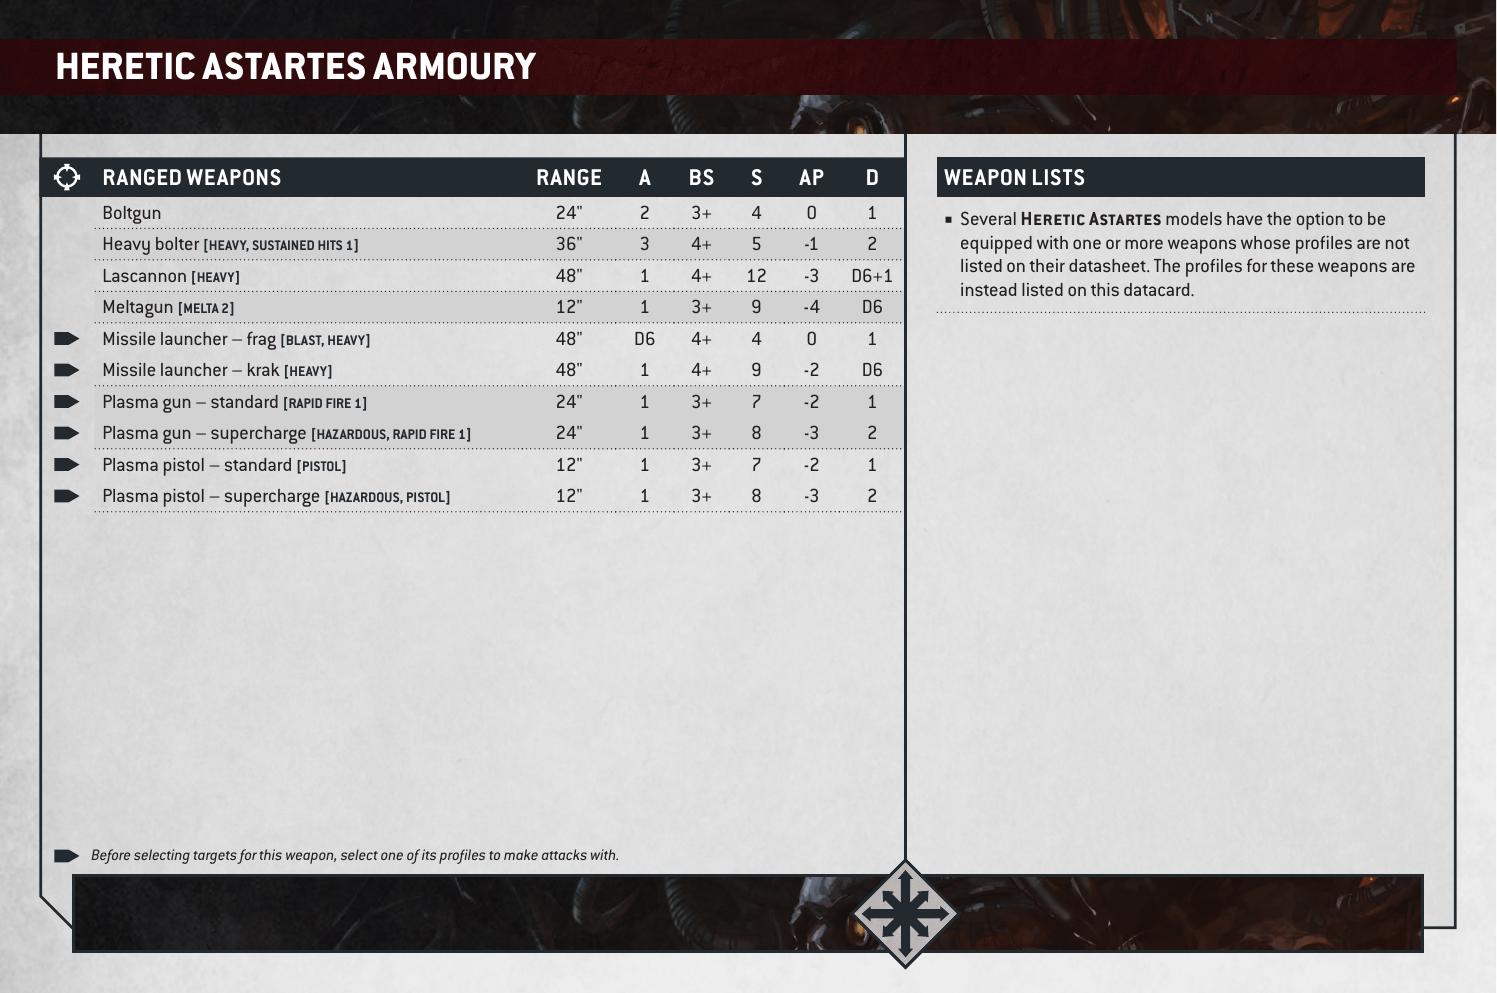 HERETIC ASTARTES ARMOURY
RANGED WEAPONS RANGE A BS S AP D
Boltgun 24" 2 3+ 4 0 1
Heavy bolter [HEAVY, SUSTAINED HITS 1] 36" 3 4+ 5 -1 2
Lascannon [HEAVY] 48" 1 4+ 12 -3 D6+1
Meltagun [MELTA 2] 12" 1 3+ 9 -4 D6
Missile launcher – frag [BLAST, HEAVY] 48" D6 4+ 4 0 1
Missile launcher – krak [HEAVY] 48" 1 4+ 9 -2 D6
Plasma gun – standard [RAPID FIRE 1] 24" 1 3+ 7 -2 1
Plasma gun – supercharge [HAZARDOUS, RAPID FIRE 1] 24" 1 3+ 8 -3 2
Plasma pistol – standard [PISTOL] 12" 1 3+ 7 -2 1
Plasma pistol – supercharge [HAZARDOUS, PISTOL] 12" 1 3+ 8 -3 2
Before selecting targets for this weapon, select one of its profiles to make attacks with.
WEAPON LISTS
▪ Several HERETIC ASTARTES models have the option to be
equipped with one or more weapons whose profiles are not
listed on their datasheet. The profiles for these weapons are
instead listed on this datacard.